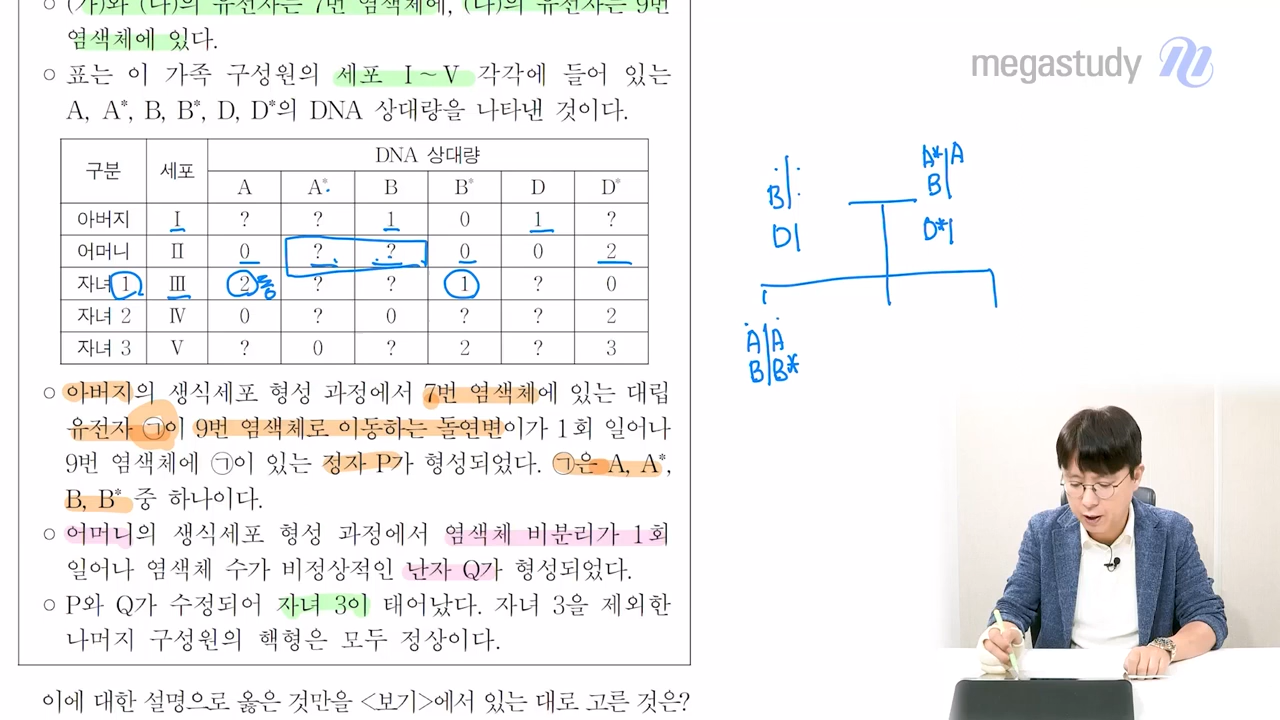 ○ (가)와 (나)의 유전자는 7번 염색체에, (다)의 유전자는 9번
염색체에 있다.
○ 표는 이 가족 구성원의 세포 Ⅰ~Ⅴ 각각에 들어 있는
A, A*, B, B*, D, D*의 DNA 상대량을 나타낸 것이다.
구분 세포 DNA 상대량
A A* B B* D D*
아버지 Ⅰ ? ? 1 0 1 ?
어머니 Ⅱ 0 ? ? 0 0 2
자녀 1 Ⅲ 2 중 ? ? 1 ? 0
자녀 2 Ⅳ 0 ? 0 ? ? 2
자녀 3 Ⅴ ? 0 ? 2 ? 3
○ 아버지의 생식세포 형성 과정에서 7번 염색체에 있는 대립
유전자 ㉠이 9번 염색체로 이동하는 돌연변이가 1회 일어나
9번 염색체에 ㉠이 있는 정자 P가 형성되었다. ㉠은 A, A*,
B, B* 중 하나이다.
○ 어머니의 생식세포 형성 과정에서 염색체 비분리가 1회
일어나 염색체 수가 비정상적인 난자 Q가 형성되었다.
○ P와 Q가 수정되어 자녀 3이 태어났다. 자녀 3을 제외한
나머지 구성원의 핵형은 모두 정상이다.
이에 대한 설명으로 옳은 것만을 <보기>에서 있는 대로 고른 것은?
megastudy
A* A
B B
D D*
A A
B B*